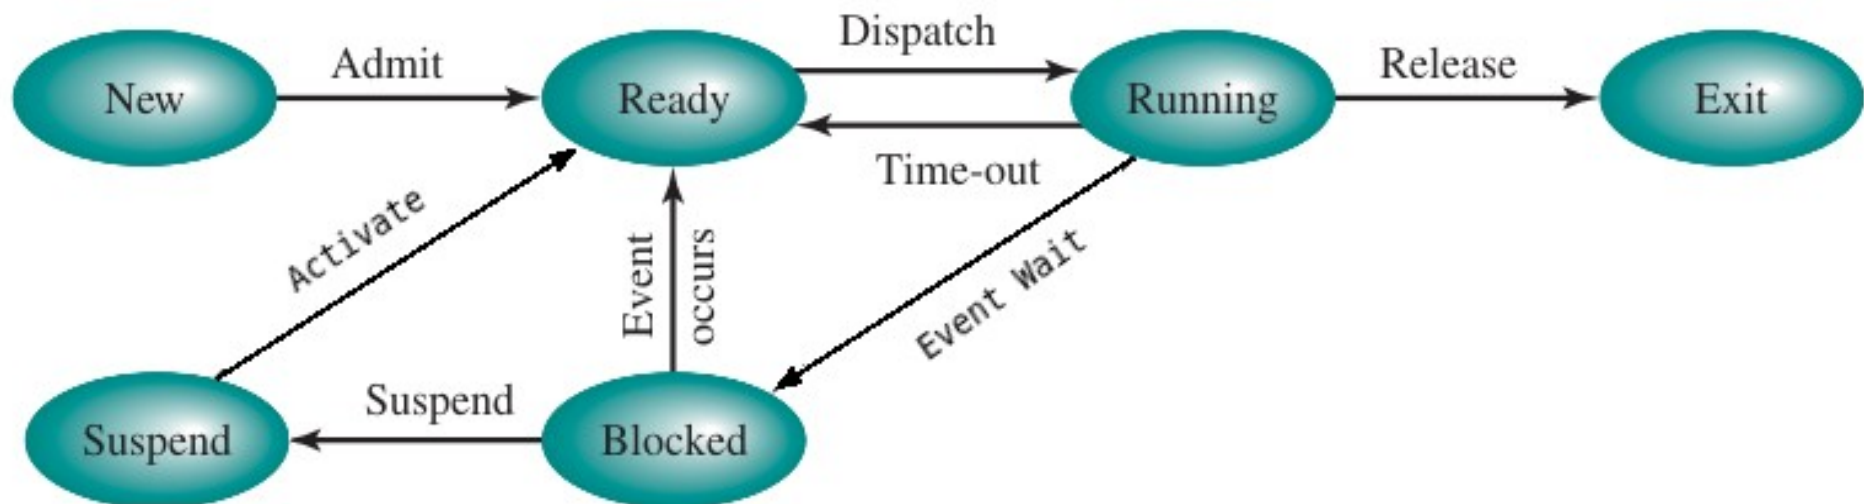 Dispatch
Admit
Release
New
Ready
Running
Exit
Time-out
Activate
Event
occurs
Event Wait
Suspend
Suspend
Blocked